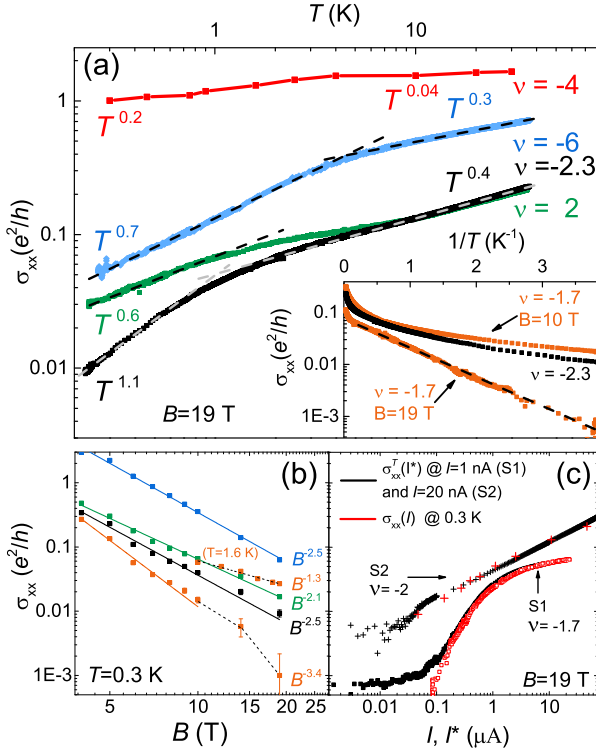 T (K)
1 10
(a)
T^0.2
T^0.04
ν = -4
T^0.3
ν = -6
ν=-2.3
T^0.4
ν = 2
T^0.7
T^0.6
T^1.1
B=19 T
σxx(e²/h)
1
0.1
0.01
1/T (K⁻¹)
0 1 2 3
σxx(e²/h)
0.1
0.01
1E-3
ν = -1.7
B=10 T
ν = -2.3
ν = -1.7
B=19 T
(b)
σxx (e²/h)
1
0.1
0.01
1E-3
(T=1.6 K)
B^-2.5
B^-1.3
B^-2.1
B^-2.5
B^-3.4
T=0.3 K
5 10 15 20 25
B (T)
(c)
σxx^T(I*) @ I=1 nA (S1)
and I=20 nA (S2)
σxx(I) @ 0.3 K
S2
ν = -2
S1
ν = -1.7
B=19 T
0.01 0.1 1 10
I, I* (μA)